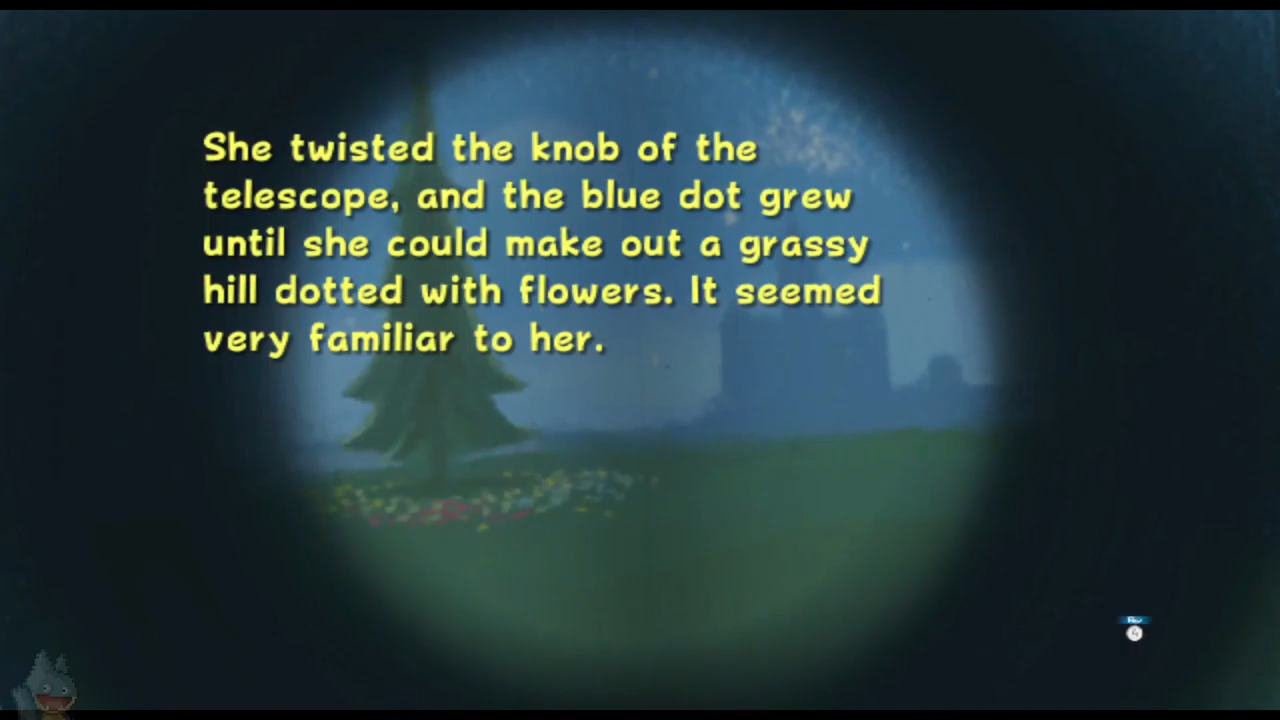 She twisted the knob of the
telescope, and the blue dot grew
until she could make out a grassy
hill dotted with flowers. It seemed
very familiar to her.